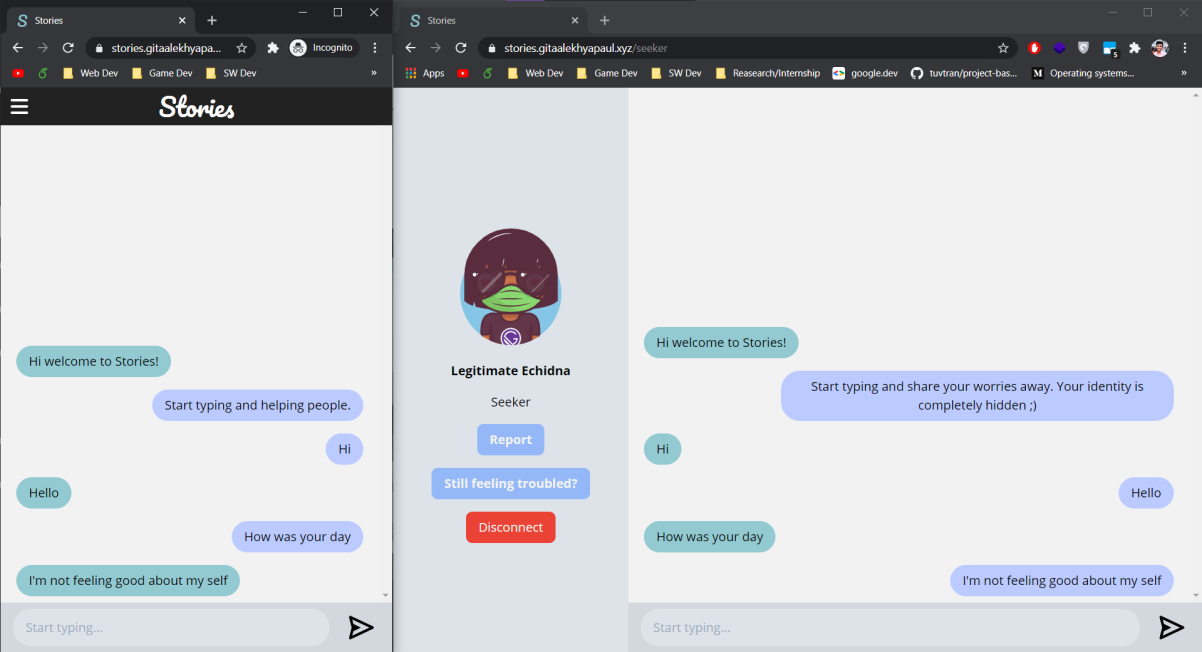 Stories
stories.gitaalekhyapa...
Incognito
Web Dev
Game Dev
SW Dev
»
Stories
Hi welcome to Stories!
Start typing and helping people.
Hi
Hello
How was your day
I'm not feeling good about my self
Start typing...
Stories
stories.gitaalekhyapaul.xyz/seeker
5
Apps
Web Dev
Game Dev
SW Dev
Reasearch/Internship
google.dev
tuvtran/project-bas...
M
Operating systems...
»
Legitimate Echidna
Seeker
Report
Still feeling troubled?
Disconnect
Hi welcome to Stories!
Start typing and share your worries away. Your identity is
completely hidden ;)
Hi
Hello
How was your day
I'm not feeling good about my self
Start typing...